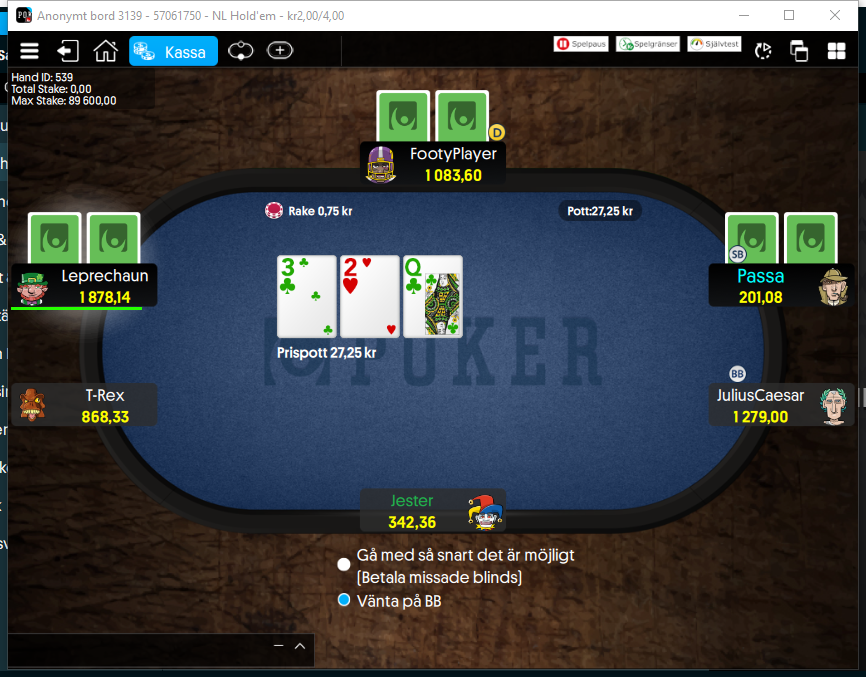 Anonymt bord 3139 - 57061750 - NL Hold'em - kr2,00/4,00
Kassa
Spelpaus
Spelgränser
Självtest
Hand ID: 539
Total Stake: 0,00
Max Stake: 89 600,00
D
FootyPlayer
1 083,60
Rake 0,75 kr
Pott:27,25 kr
Leprechaun
1 878,14
SB
Passa
201,08
3
2
Q
Prispott 27,25 kr
POKER
BB
T-Rex
868,33
JuliusCaesar
1 279,00
Jester
342,36
Gå med så snart det är möjligt
(Betala missade blinds)
Vänta på BB